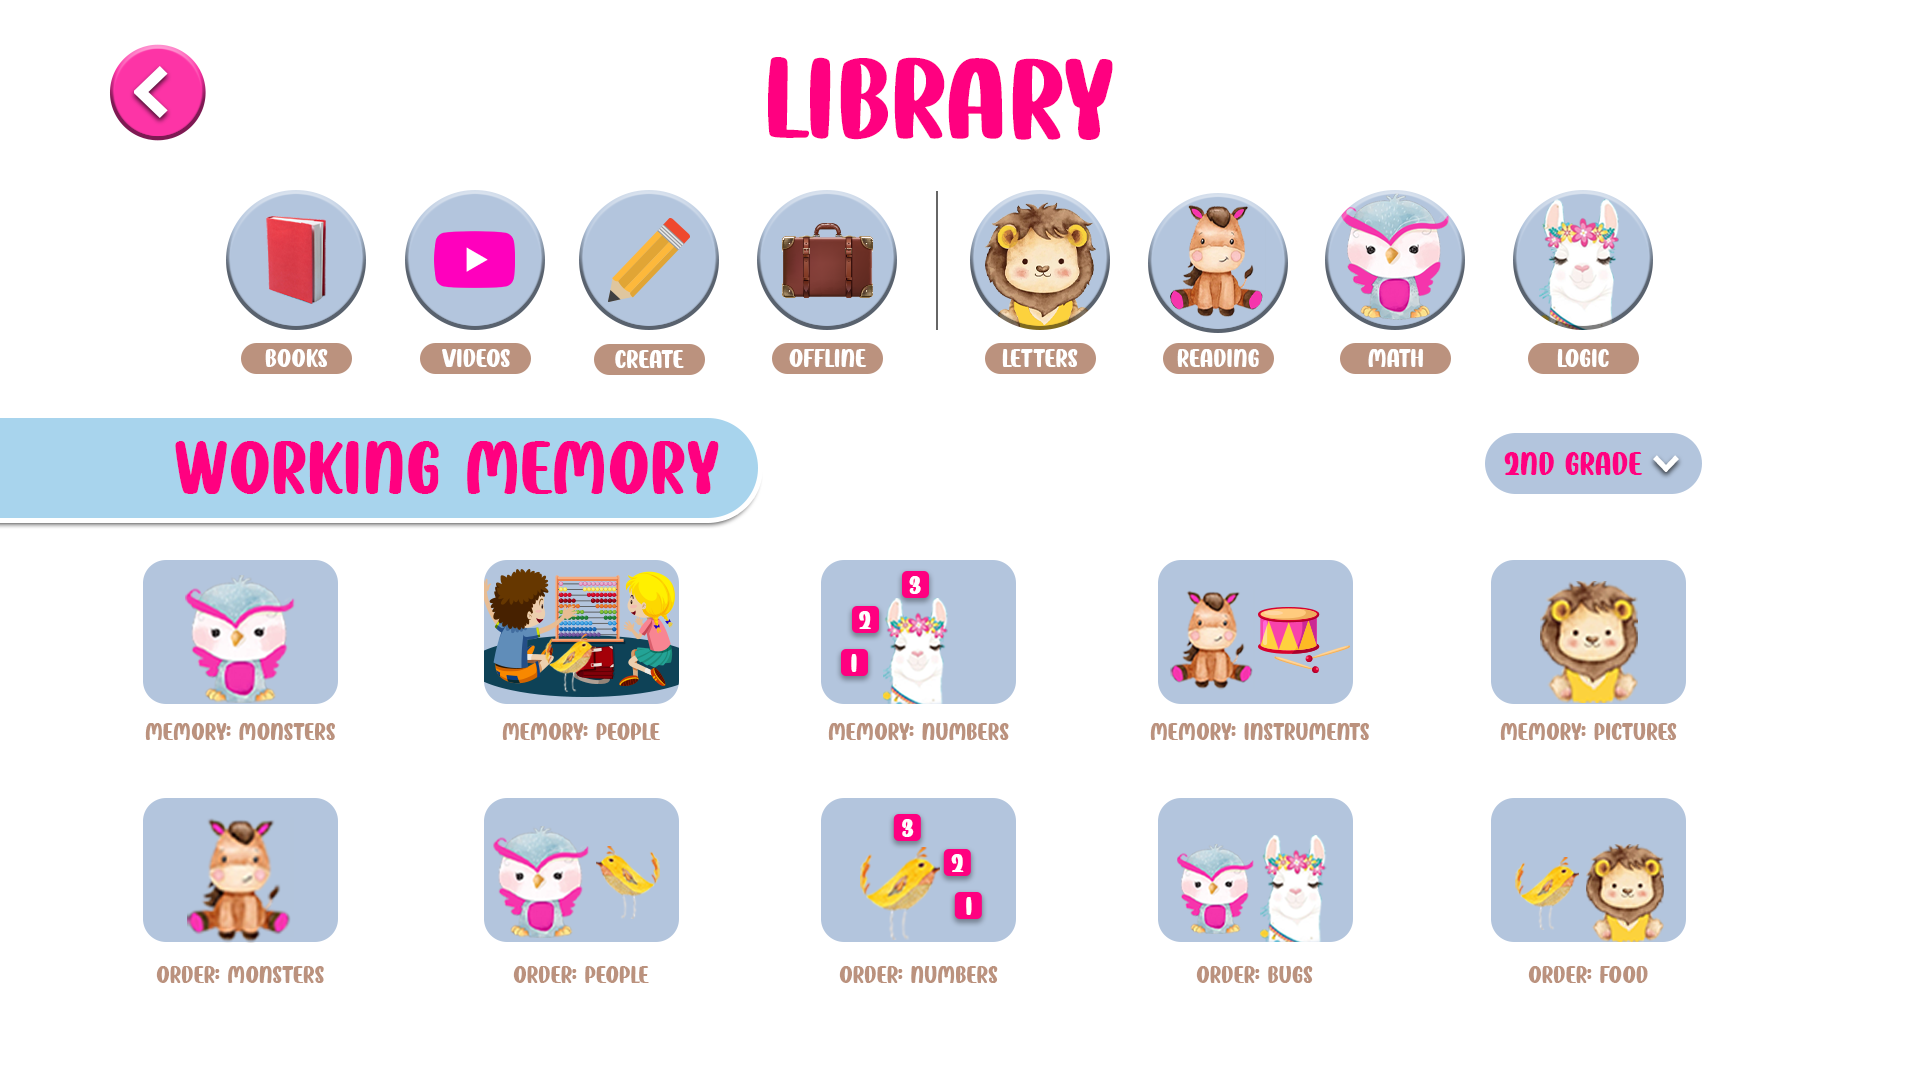 LIBRARY
BOOKS
VIDEOS
CREATE
OFFLINE
LETTERS
READING
MATH
LOGIC
WORKING MEMORY
2ND GRADE
3
2
1
MEMORY: MONSTERS
MEMORY: PEOPLE
MEMORY: NUMBERS
MEMORY: INSTRUMENTS
MEMORY: PICTURES
3
2
1
ORDER: MONSTERS
ORDER: PEOPLE
ORDER: NUMBERS
ORDER: BUGS
ORDER: FOOD